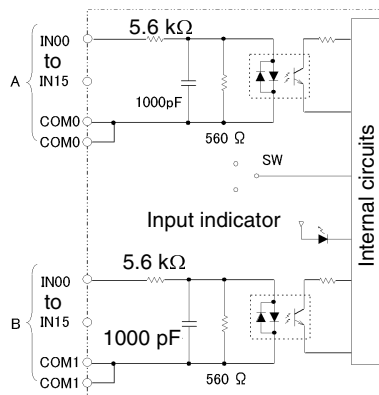 5.6 kΩ
IN00
to
A
IN15
1000pF
COM0
COM0
560 Ω
SW
Input indicator
Internal circuits
5.6 kΩ
IN00
to
B
IN15
1000 pF
COM1
COM1
560 Ω